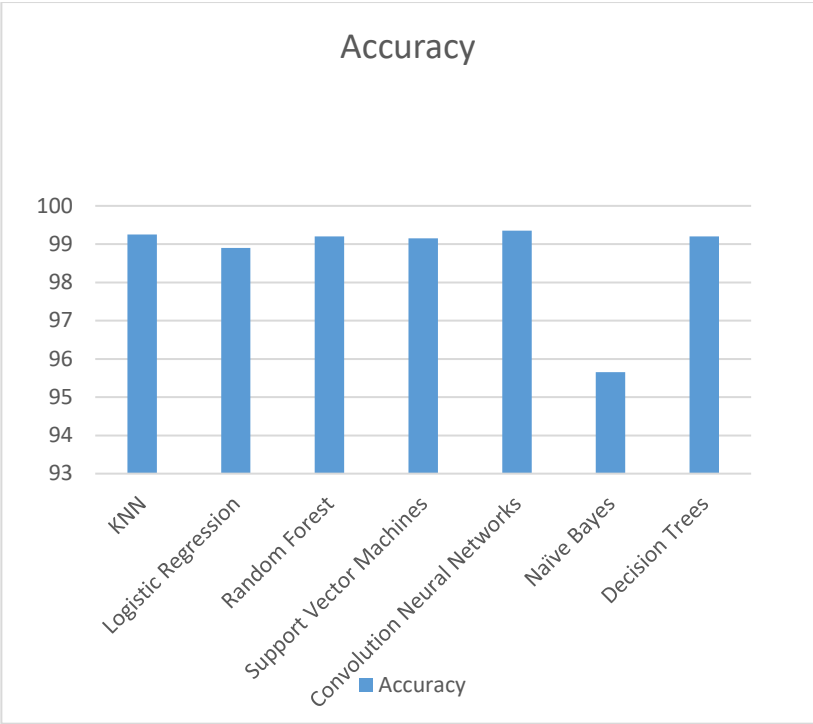 Accuracy
100
99
98
97
96
95
94
93
KNN
Logistic Regression
Random Forest
Support Vector Machines
Convolution Neural Networks
Naïve Bayes
Decision Trees
Accuracy